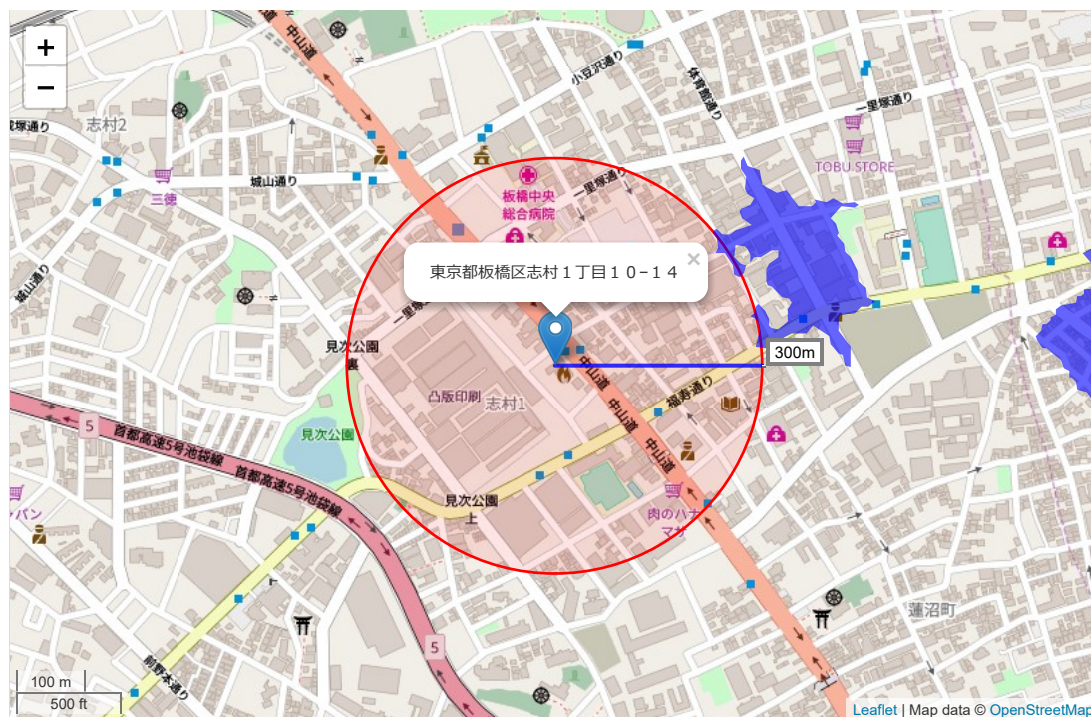 +
−
中山道
中山道
小豆沢通り
体育館通り
一里塚通り
志村2
TOBU STORE
城山通り
三徳
板橋中央
総合病院
一里塚通り
城山通り
東京都板橋区志村１丁目１０−１４
×
見次公園
裏
300m
中山道
凸版印刷
志村1
福寿通り
中山道
5
首都高速5号池袋線
首都高速5号池袋線
見次公園
中山道
見次公園
上
肉のハナ
マサ
蓮沼町
5
前野本通り
100 m
500 ft
Leaflet | Map data © OpenStreetMap